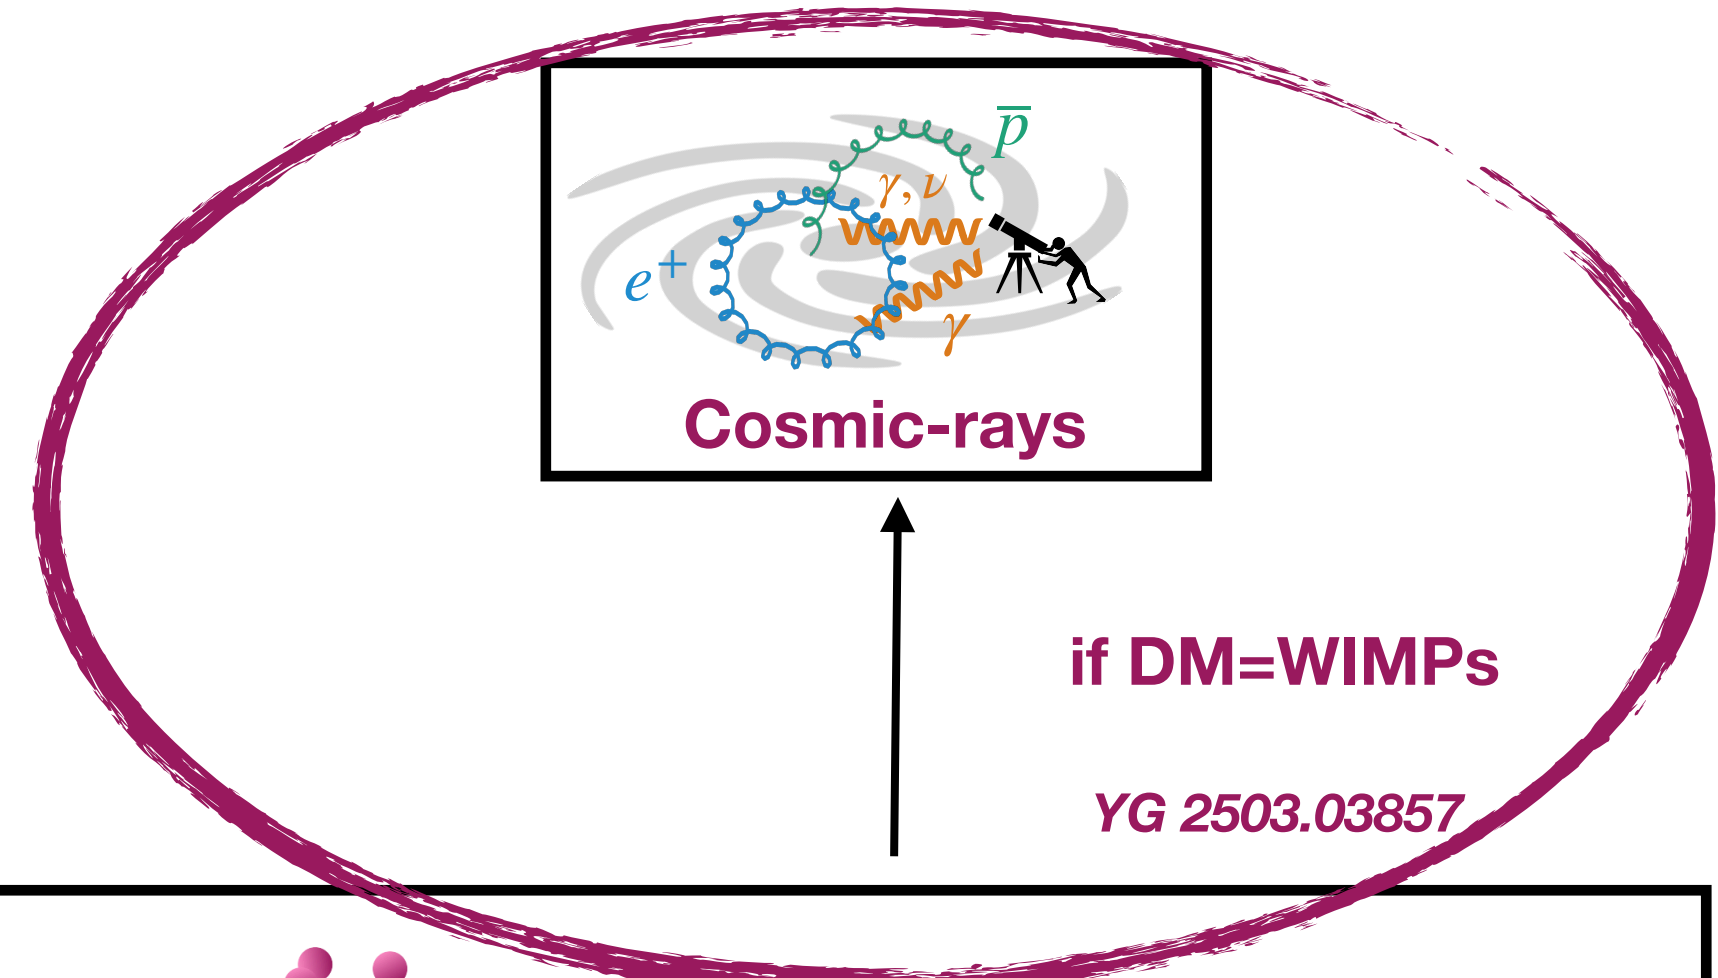 p̅
γ, ν
e⁺
γ
Cosmic-rays
if DM=WIMPs
YG 2503.03857